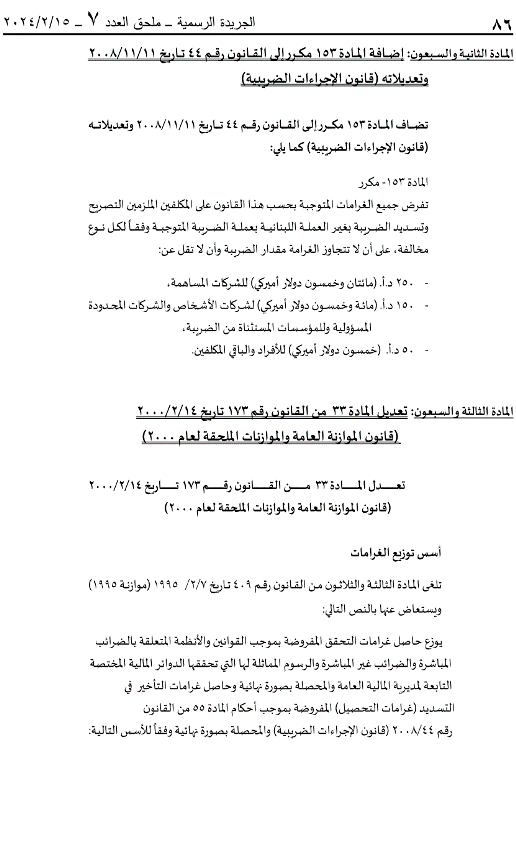 ٨٦ الجريدة الرسمية – ملحق العدد ٧ – ٢٠٢٤/٢/١٥
المادة الثانية والسبعون: إضافة المادة ١٥٣ مكرر إلى القانون رقم ٤٤ تاريخ ٢٠٠٨/١١/١١
وتعديلاته (قانون الإجراءات الضريبية)
تضاف المادة ١٥٣ مكرر إلى القانون رقم ٤٤ تاريخ ٢٠٠٨/١١/١١ وتعديلاته
(قانون الإجراءات الضريبية) كما يلي:
المادة ١٥٣- مكرر
تفرض جميع الغرامات المتوجبة بحسب هذا القانون على المكلفين الملزمين التصريح
وتسديد الضريبة بغير العملة اللبنانية بعملة الضريبة المتوجبة وفقاً لكل نوع
مخالفة، على أن لا تتجاوز الغرامة مقدار الضريبة وأن لا تقل عن:
- ٢٥٠ د.أ. (مائتان وخمسون دولار أميركي) للشركات المساهمة،
- ١٥٠ د.أ. (مائة وخمسون دولار أميركي) لشركات الأشخاص والشركات المحدودة
المسؤولية وللمؤسسات المستثناة من الضريبة،
- ٥٠ د.أ. (خمسون دولار أميركي) للأفراد والباقي المكلفين.
المادة الثالثة والسبعون: تعديل المادة ٣٣ من القانون رقم ١٧٣ تاريخ ٢٠٠٠/٢/١٤
(قانون الموازنة العامة والموازنات الملحقة لعام ٢٠٠٠)
تعدل المادة ٣٣ من القانون رقم ١٧٣ تاريخ ٢٠٠٠/٢/١٤
(قانون الموازنة العامة والموازنات الملحقة لعام ٢٠٠٠)
أسس توزيع الغرامات
تلغى المادة الثالثة والثلاثون من القانون رقم ٤٠٩ تاريخ ٢/٧/ ١٩٩٥ (موازنة ١٩٩٥)
ويستعاض عنها بالنص التالي:
يوزع حاصل غرامات التحقق المفروضة بموجب القوانين والأنظمة المتعلقة بالضرائب
المباشرة والضرائب غير المباشرة والرسوم المماثلة لها التي تحققها الدوائر المالية المختصة
التابعة لمديرية المالية العامة والمحصلة بصورة نهائية وحاصل غرامات التأخير في
التسديد (غرامات التحصيل) المفروضة بموجب أحكام المادة ٥٥ من القانون
رقم ٢٠٠٨/٤٤ (قانون الإجراءات الضريبية) والمحصلة بصورة نهائية وفقاً للأسس التالية: